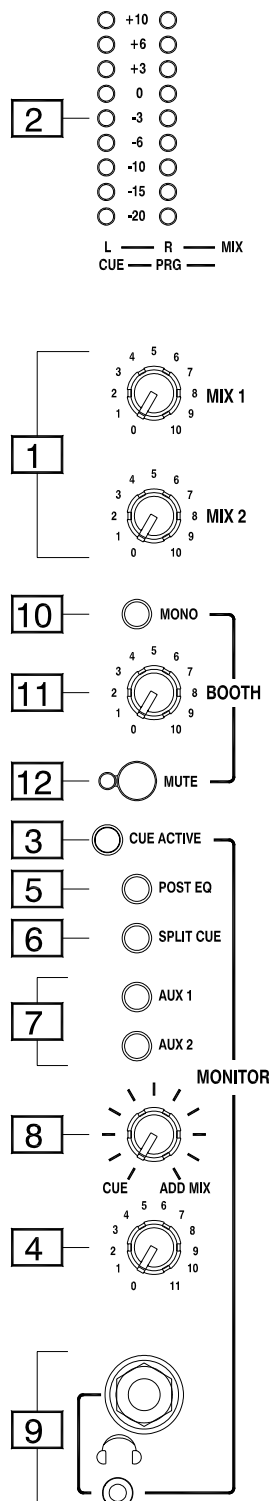 +10
+6
+3
0
2 -3
-6
-10
-15
-20
L R MIX
CUE PRG
1
0 1 2 3 4 5 6 7 8 9 10 MIX 1
0 1 2 3 4 5 6 7 8 9 10 MIX 2
10 MONO
11 0 1 2 3 4 5 6 7 8 9 10 BOOTH
12 MUTE
3 CUE ACTIVE
5 POST EQ
6 SPLIT CUE
7 AUX 1
AUX 2
MONITOR
8
CUE ADD MIX
4 0 1 2 3 4 5 6 7 8 9 10 11
9